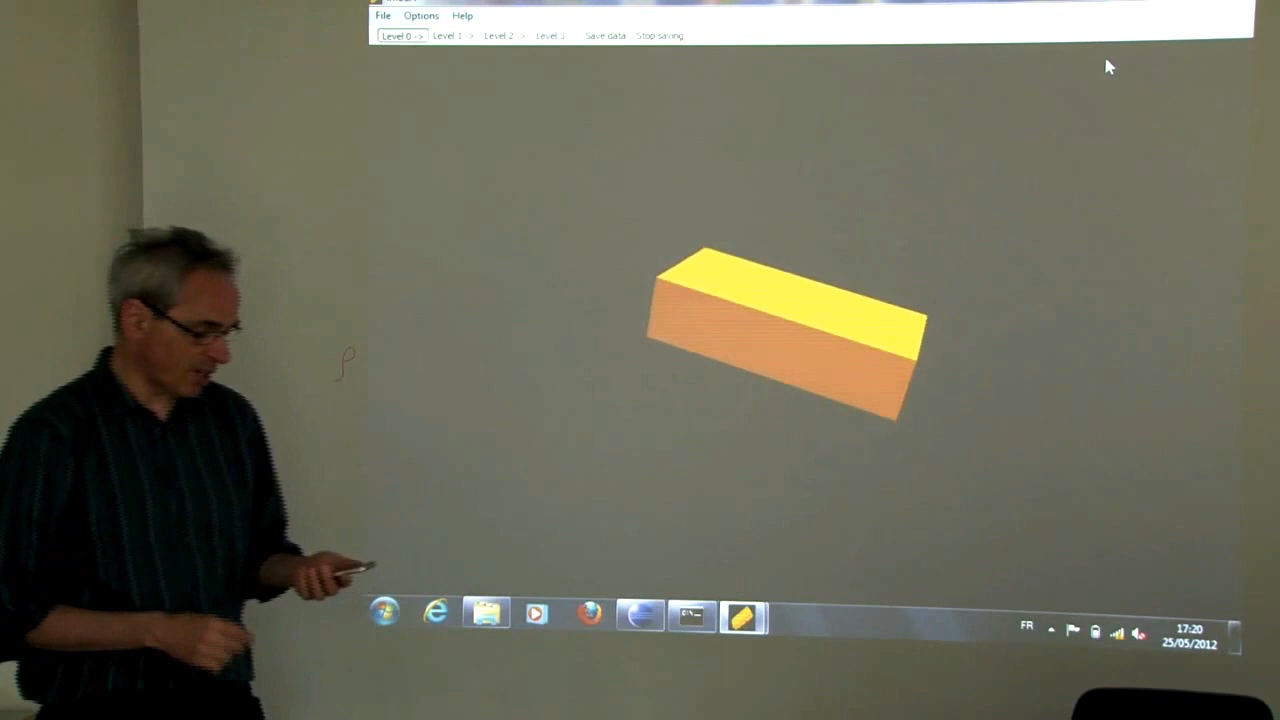 File Options Help
Level 0 -> Level 1 -> Level 2 -> Level 3 Save data Stop saving
P
FR
17:20
25/05/2012